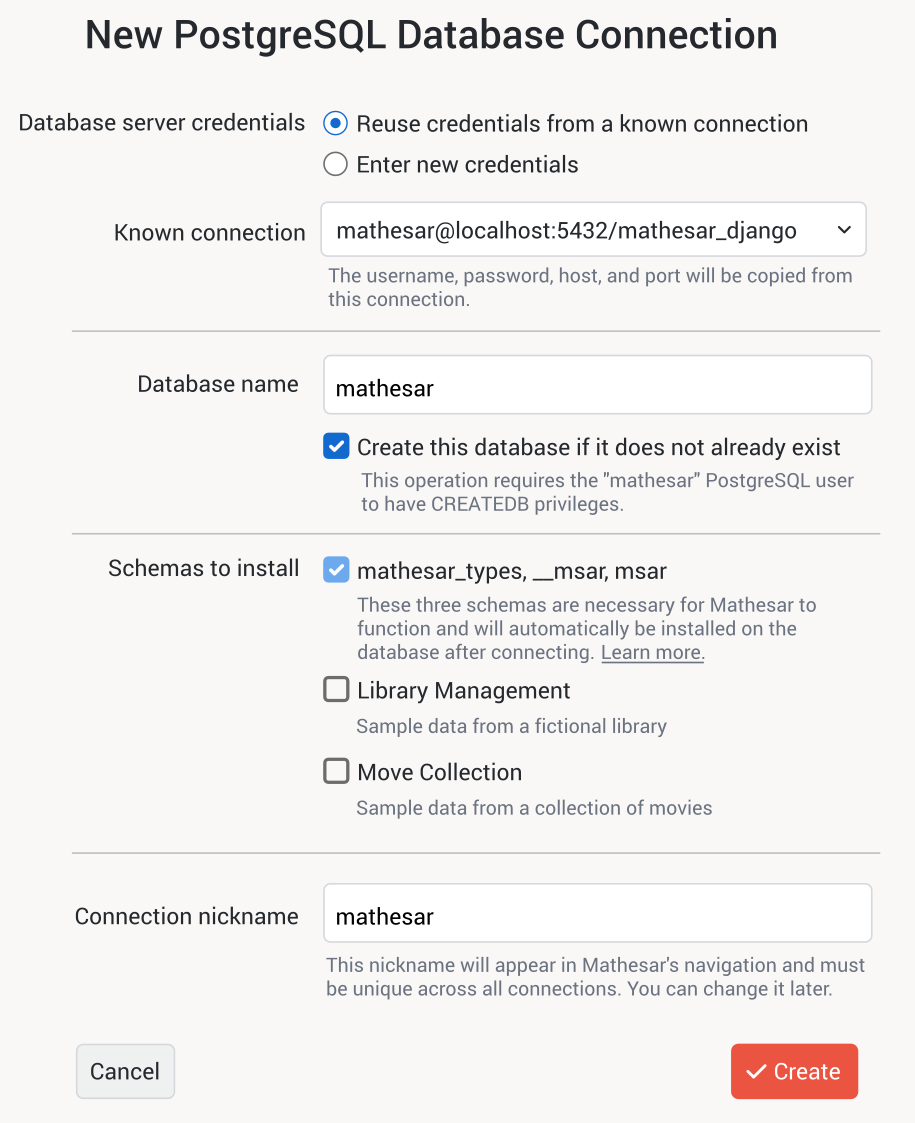 New PostgreSQL Database Connection
Database server credentials
Reuse credentials from a known connection
Enter new credentials
Known connection
mathesar@localhost:5432/mathesar_django
The username, password, host, and port will be copied from
this connection.
Database name
mathesar
Create this database if it does not already exist
This operation requires the "mathesar" PostgreSQL user
to have CREATEDB privileges.
Schemas to install
mathesar_types, __msar, msar
These three schemas are necessary for Mathesar to
function and will automatically be installed on the
database after connecting. Learn more.
Library Management
Sample data from a fictional library
Move Collection
Sample data from a collection of movies
Connection nickname
mathesar
This nickname will appear in Mathesar's navigation and must
be unique across all connections. You can change it later.
Cancel
Create